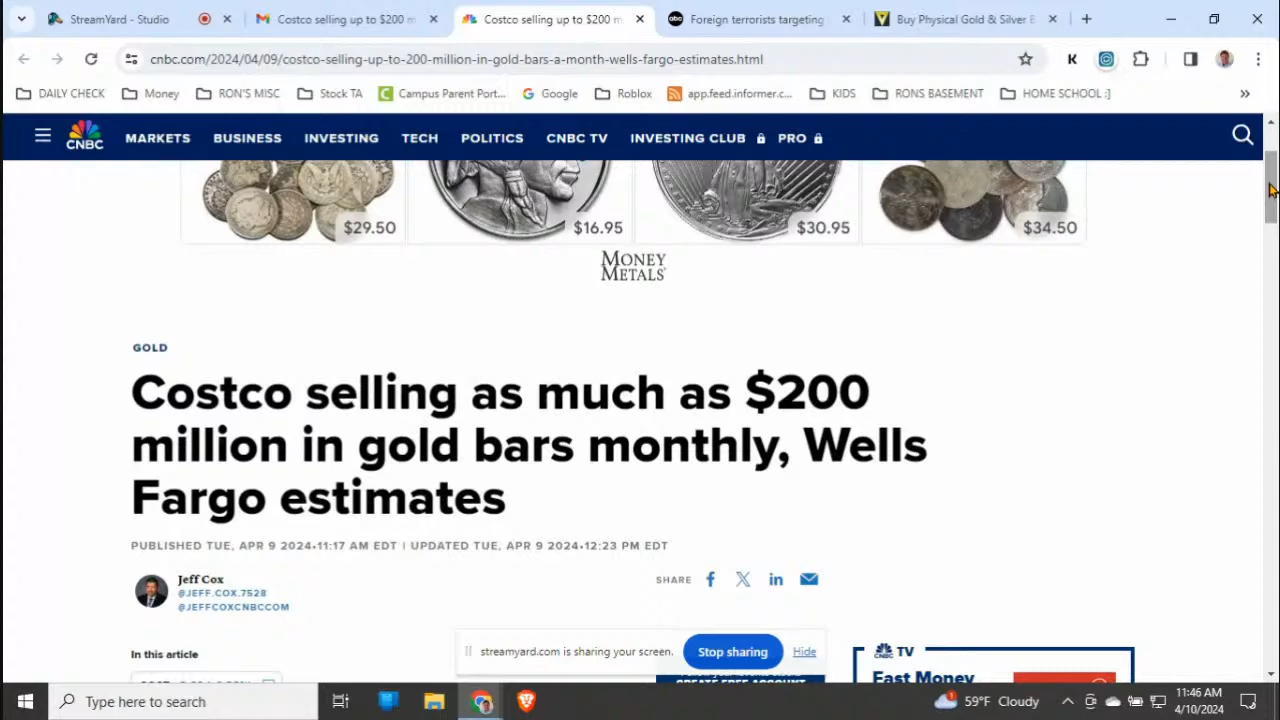 StreamYard - Studio
Costco selling up to $200 m
Costco selling up to $200 m
Foreign terrorists targeting
Buy Physical Gold & Silver B
cnbc.com/2024/04/09/costco-selling-up-to-200-million-in-gold-bars-a-month-wells-fargo-estimates.html
K
DAILY CHECK
Money
RON'S MISC
Stock TA
Campus Parent Port...
Google
Roblox
app.feed.informer.c...
KIDS
RONS BASEMENT
HOME SCHOOL :]
CNBC
MARKETS
BUSINESS
INVESTING
TECH
POLITICS
CNBC TV
INVESTING CLUB
PRO
$29.50
$16.95
$30.95
$34.50
MONEY
METALS
GOLD
Costco selling as much as $200
million in gold bars monthly, Wells
Fargo estimates
PUBLISHED TUE, APR 9 2024•11:17 AM EDT | UPDATED TUE, APR 9 2024•12:23 PM EDT
Jeff Cox
@JEFF.COX.7528
@JEFFCOXCNBCCOM
SHARE
In this article
streamyard.com is sharing your screen.
Stop sharing
Hide
CREATE FREE ACCOUNT
CNBC TV
Fast Money
Type here to search
59°F Cloudy
11:46 AM
4/10/2024